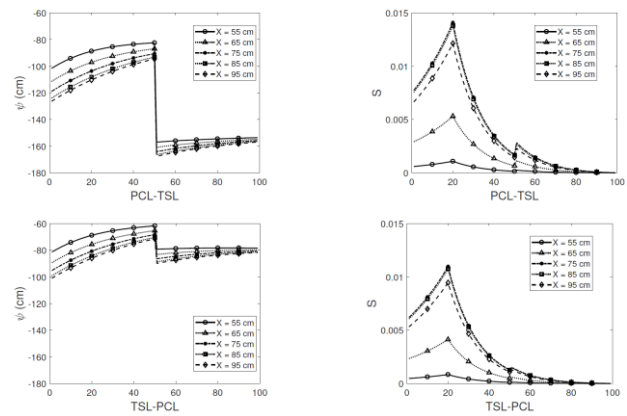 -60
-80
-100
-120
-140
-160
-180
ψ (cm)
0 20 40 60 80 100
PCL-TSL
X = 55 cm
X = 65 cm
X = 75 cm
X = 85 cm
X = 95 cm
0.015
0.01
0.005
0
S
0 20 40 60 80 100
PCL-TSL
X = 55 cm
X = 65 cm
X = 75 cm
X = 85 cm
X = 95 cm
-60
-80
-100
-120
-140
-160
-180
ψ (cm)
0 20 40 60 80 100
TSL-PCL
X = 55 cm
X = 65 cm
X = 75 cm
X = 85 cm
X = 95 cm
0.015
0.01
0.005
0
S
0 20 40 60 80 100
TSL-PCL
X = 55 cm
X = 65 cm
X = 75 cm
X = 85 cm
X = 95 cm